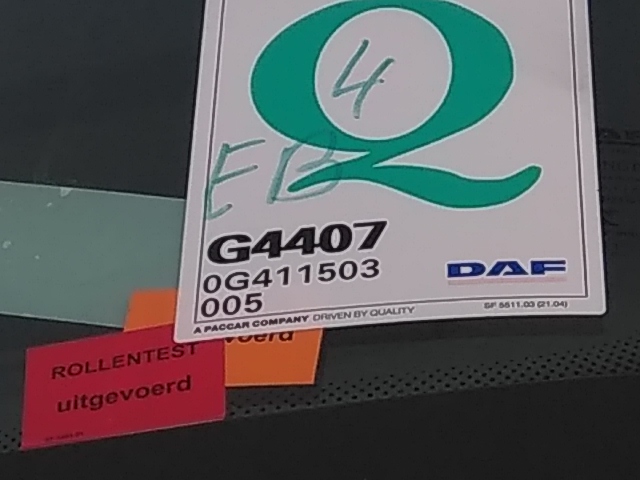 4
EB
G4407
0G411503
005
DAF
A PACCAR COMPANY DRIVEN BY QUALITY
SF 5511.03 (21.04)
ROLLENTEST
uitgevoerd
voerd